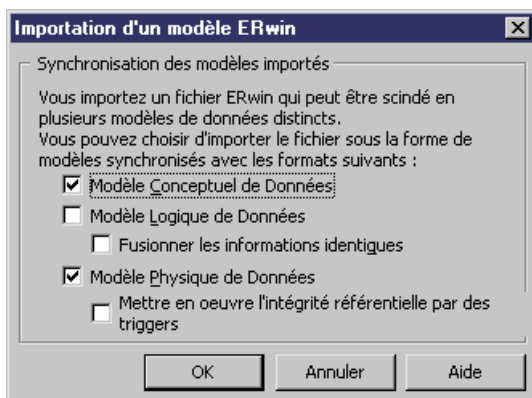 Importation d'un modèle ERwin
Synchronisation des modèles importés
Vous importez un fichier ERwin qui peut être scindé en
plusieurs modèles de données distincts.
Vous pouvez choisir d'importer le fichier sous la forme de
modèles synchronisés avec les formats suivants :
Modèle Conceptuel de Données
Modèle Logique de Données
Fusionner les informations identiques
Modèle Physique de Données
Mettre en oeuvre l'intégrité référentielle par des
triggers
OK Annuler Aide